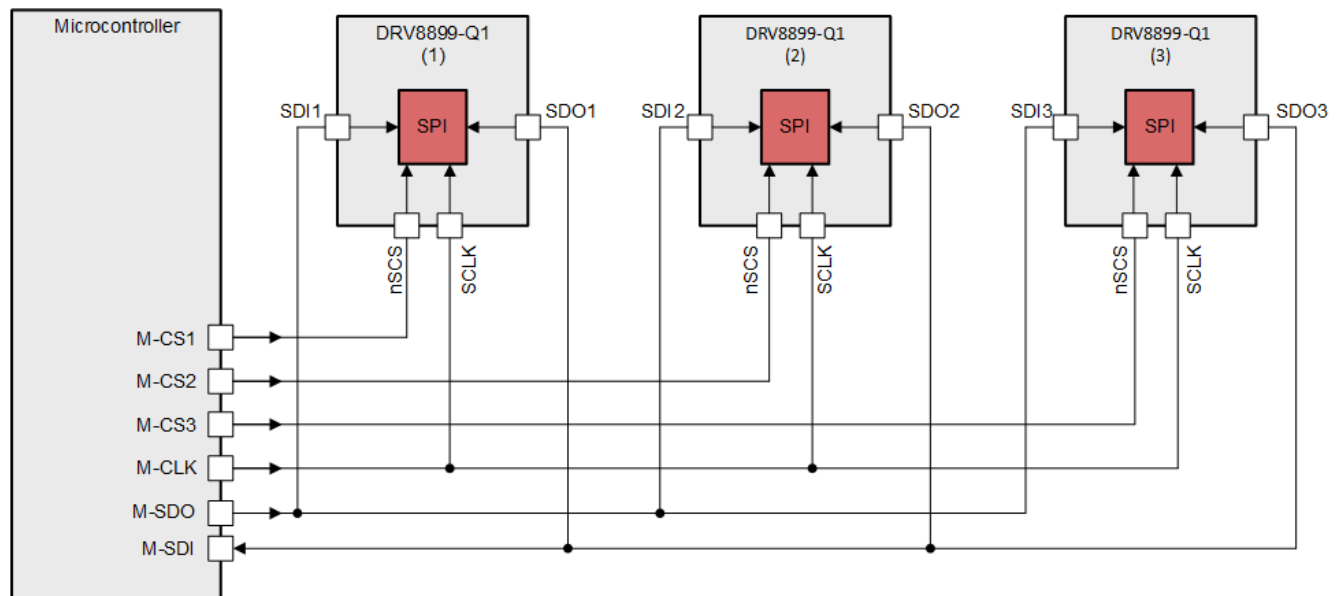 Microcontroller
DRV8899-Q1
(1)
DRV8899-Q1
(2)
DRV8899-Q1
(3)
SDI1
SPI
SDO1
SDI2
SPI
SDO2
SDI3
SPI
SDO3
nSCS
SCLK
nSCS
SCLK
nSCS
SCLK
M-CS1
M-CS2
M-CS3
M-CLK
M-SDO
M-SDI